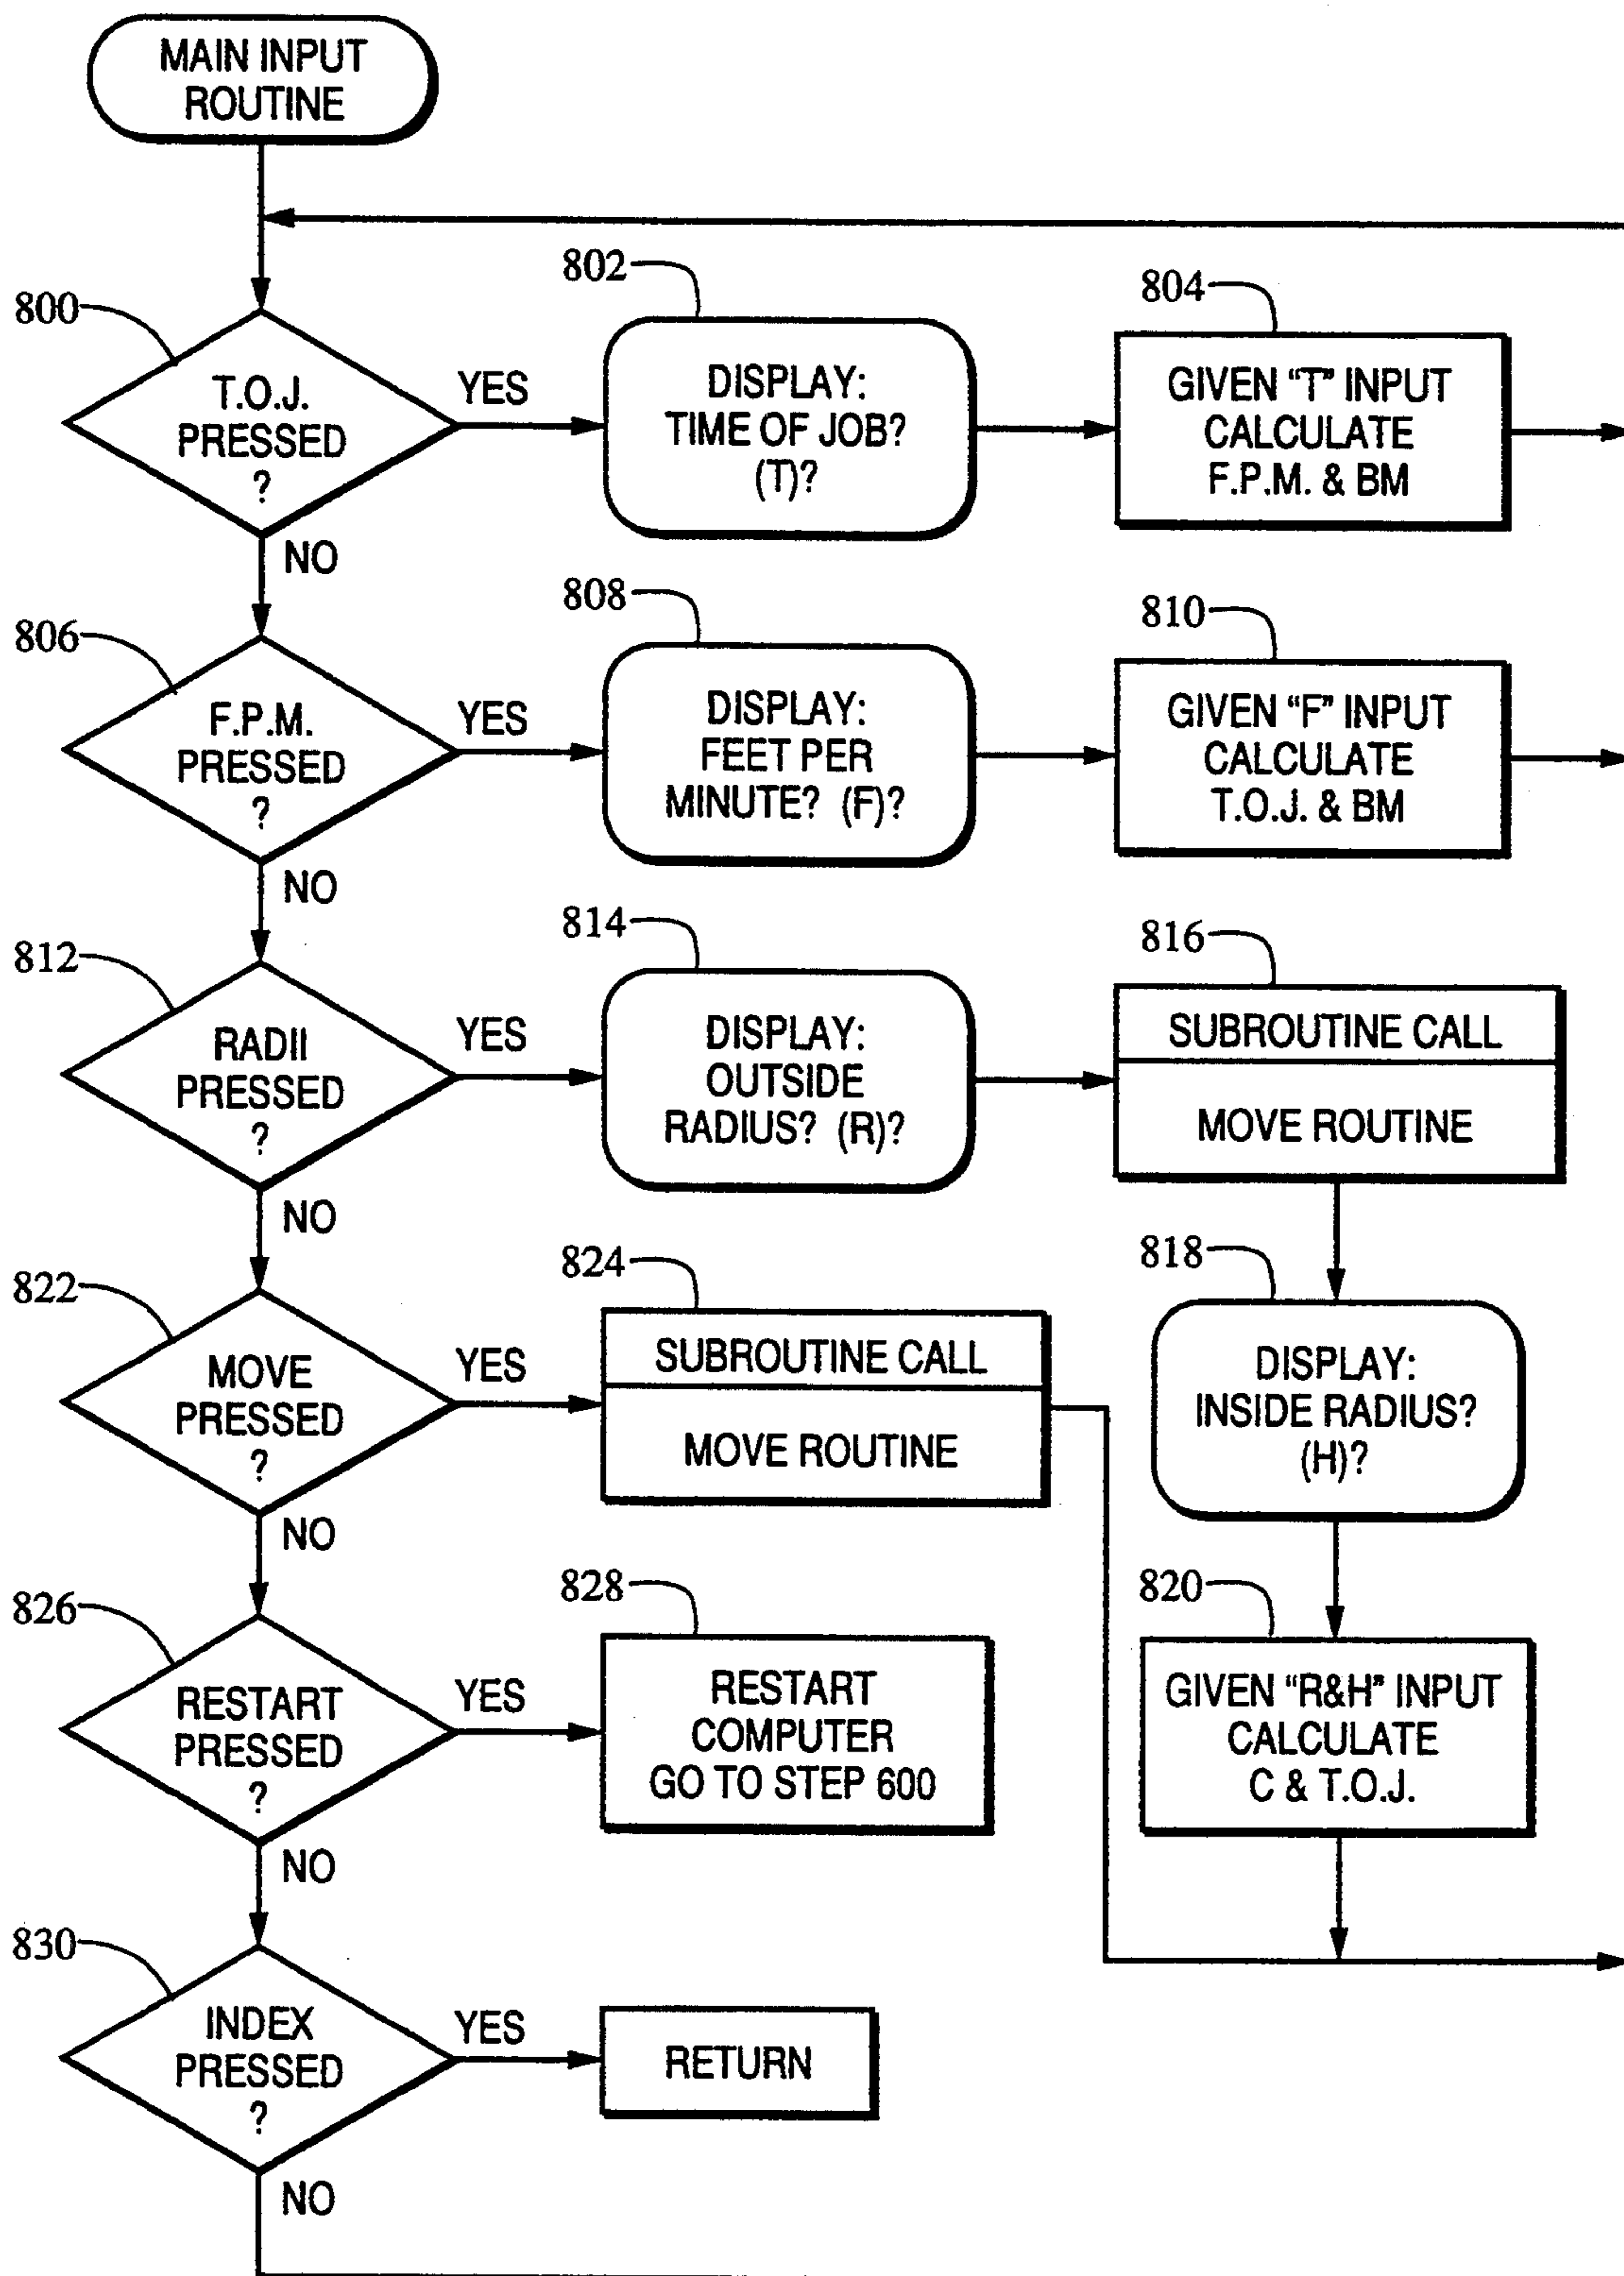 MAIN INPUT
ROUTINE
800
T.O.J.
PRESSED
?
YES
NO
802
DISPLAY:
TIME OF JOB?
(T)?
804
GIVEN "T" INPUT
CALCULATE
F.P.M. & BM
806
F.P.M.
PRESSED
?
YES
NO
808
DISPLAY:
FEET PER
MINUTE? (F)?
810
GIVEN "F" INPUT
CALCULATE
T.O.J. & BM
812
RADII
PRESSED
?
YES
NO
814
DISPLAY:
OUTSIDE
RADIUS? (R)?
816
SUBROUTINE CALL
MOVE ROUTINE
818
DISPLAY:
INSIDE RADIUS?
(H)?
820
GIVEN "R&H" INPUT
CALCULATE
C & T.O.J.
822
MOVE
PRESSED
?
YES
NO
824
SUBROUTINE CALL
MOVE ROUTINE
826
RESTART
PRESSED
?
YES
NO
828
RESTART
COMPUTER
GO TO STEP 600
830
INDEX
PRESSED
?
YES
NO
RETURN